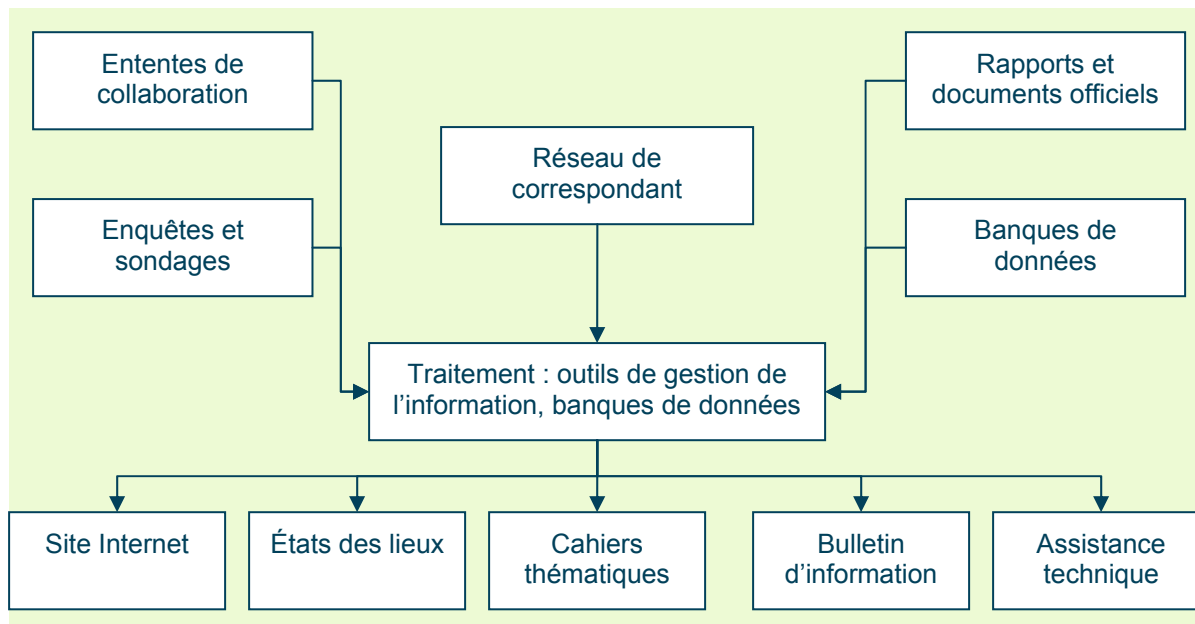 Ententes de
collaboration
Rapports et
documents officiels
Réseau de
correspondant
Enquêtes et
sondages
Banques de
données
Traitement : outils de gestion de
l’information, banques de données
Site Internet
États des lieux
Cahiers
thématiques
Bulletin
d’information
Assistance
technique